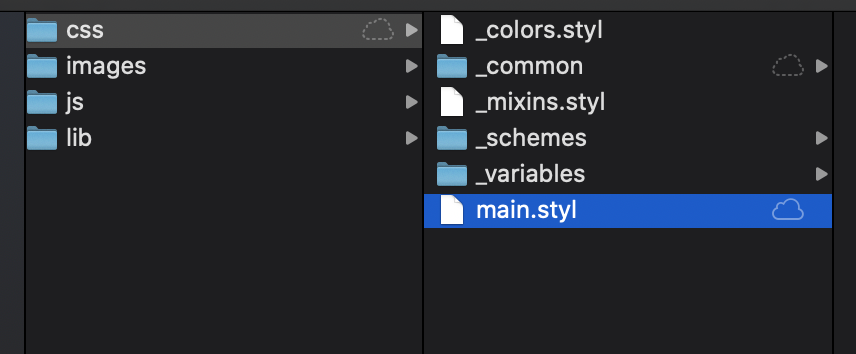 css
images
js
lib
_colors.styl
_common
_mixins.styl
_schemes
_variables
main.styl